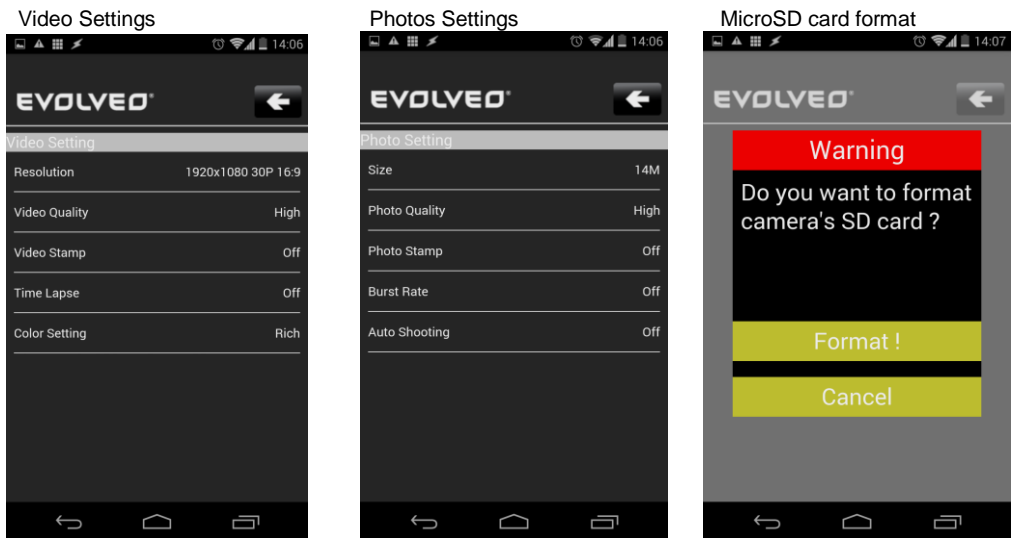 Video Settings
14:06
EVOLVEO®
Video Setting
Resolution 1920x1080 30P 16:9
Video Quality High
Video Stamp Off
Time Lapse Off
Color Setting Rich
Photos Settings
14:06
EVOLVEO®
Photo Setting
Size 14M
Photo Quality High
Photo Stamp Off
Burst Rate Off
Auto Shooting Off
MicroSD card format
14:07
EVOLVEO®
Warning
Do you want to format
camera's SD card ?
Format !
Cancel